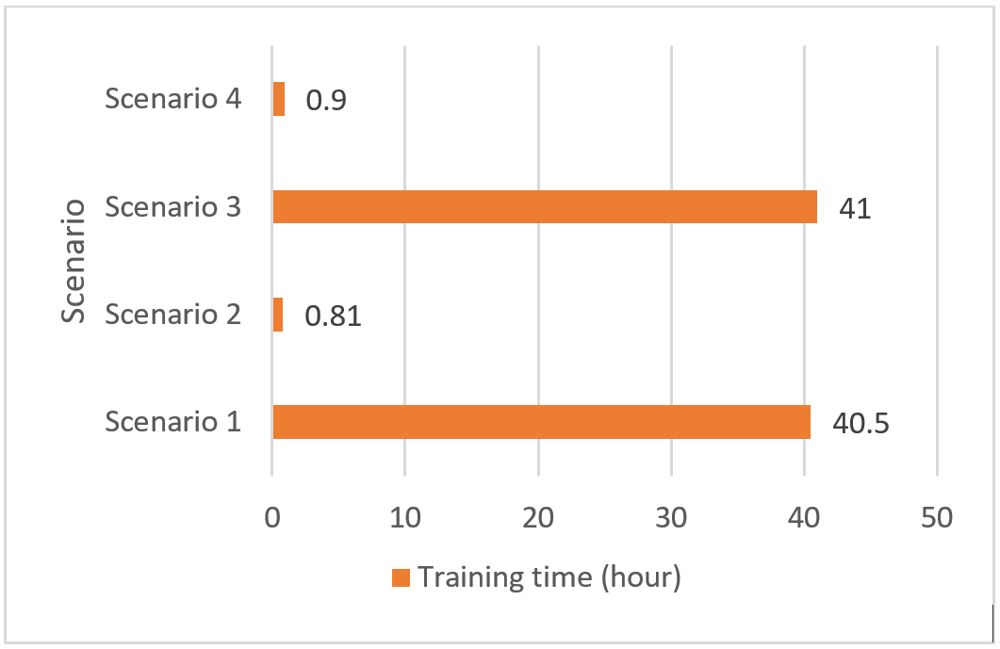 Scenario 4 0.9
Scenario 3 41
Scenario
Scenario 2 0.81
Scenario 1 40.5
0 10 20 30 40 50
Training time (hour)